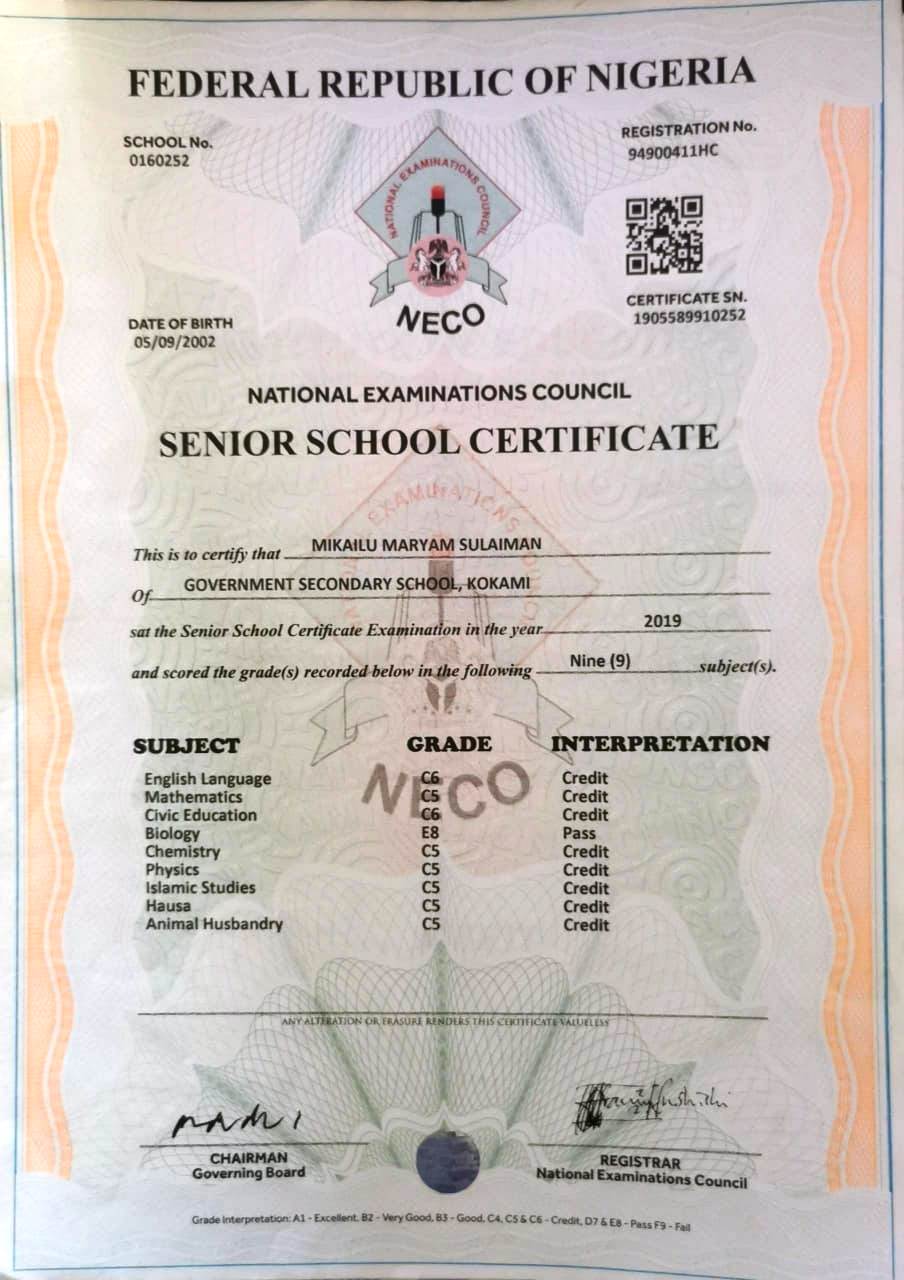 FEDERAL REPUBLIC OF NIGERIA
SCHOOL No.
0160252
REGISTRATION No.
94900411HC
NATIONAL EXAMINATIONS COUNCIL
NECO
CERTIFICATE SN.
1905589910252
DATE OF BIRTH
05/09/2002
NATIONAL EXAMINATIONS COUNCIL
SENIOR SCHOOL CERTIFICATE
This is to certify that MIKAILU MARYAM SULAIMAN
Of GOVERNMENT SECONDARY SCHOOL, KOKAMI
sat the Senior School Certificate Examination in the year 2019
and scored the grade(s) recorded below in the following Nine (9) subject(s).
SUBJECT GRADE INTERPRETATION
English Language C6 Credit
Mathematics C5 Credit
Civic Education C6 Credit
Biology E8 Pass
Chemistry C5 Credit
Physics C5 Credit
Islamic Studies C5 Credit
Hausa C5 Credit
Animal Husbandry C5 Credit
NECO
ANY ALTERATION OR ERASURE RENDERS THIS CERTIFICATE VALUELESS
CHAIRMAN
Governing Board
REGISTRAR
National Examinations Council
Grade Interpretation: A1 - Excellent, B2 - Very Good, B3 - Good, C4, C5 & C6 - Credit, D7 & E8 - Pass F9 - Fail